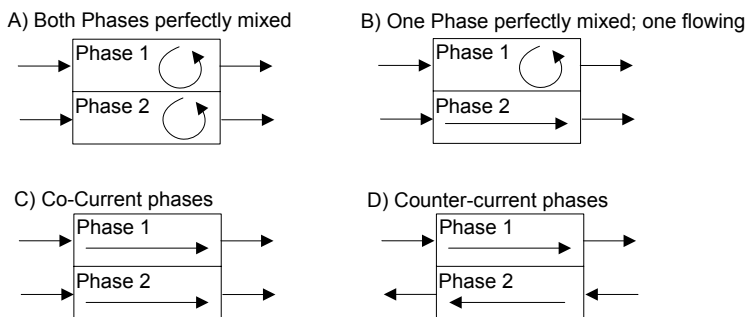 A) Both Phases perfectly mixed
Phase 1
Phase 2
B) One Phase perfectly mixed; one flowing
Phase 1
Phase 2
C) Co-Current phases
Phase 1
Phase 2
D) Counter-current phases
Phase 1
Phase 2